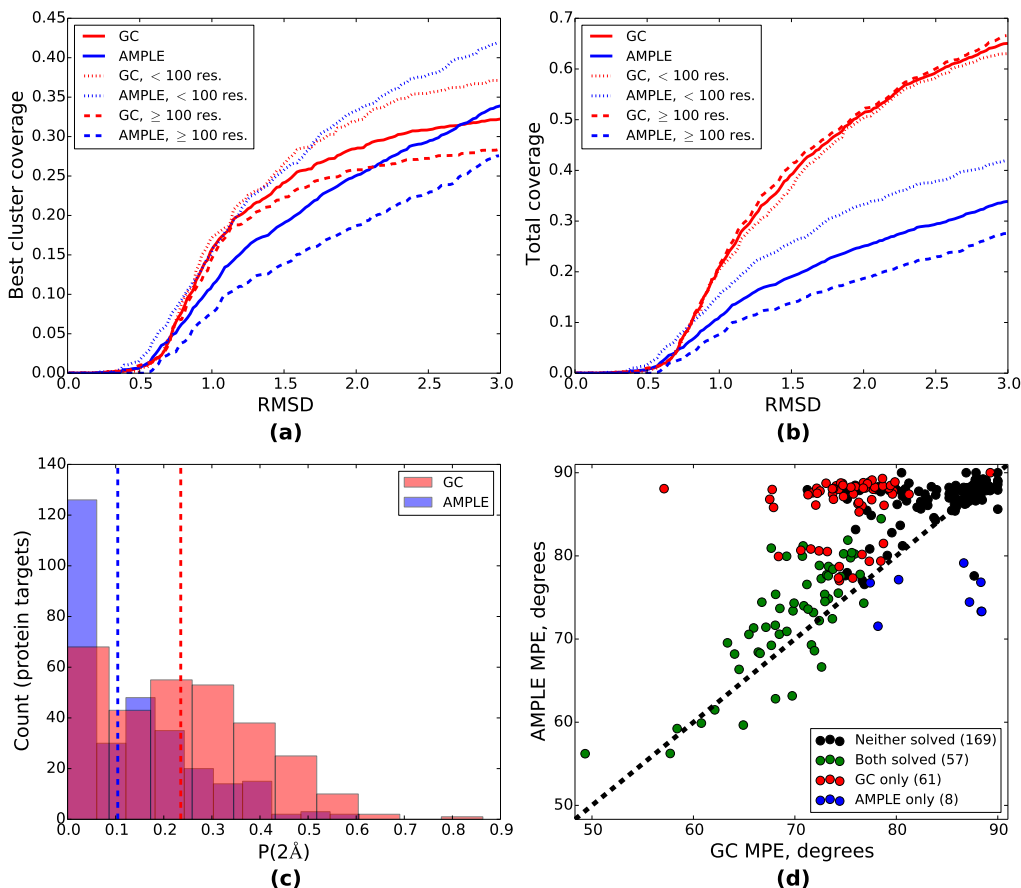 0.45
0.40
0.35
0.30
0.25
0.20
0.15
0.10
0.05
0.00
Best cluster coverage
GC
AMPLE
GC, < 100 res.
AMPLE, < 100 res.
GC, ≥ 100 res.
AMPLE, ≥ 100 res.
0.0 0.5 1.0 1.5 2.0 2.5 3.0
RMSD
(a)
0.7
0.6
0.5
0.4
0.3
0.2
0.1
0.0
Total coverage
GC
AMPLE
GC, < 100 res.
AMPLE, < 100 res.
GC, ≥ 100 res.
AMPLE, ≥ 100 res.
0.0 0.5 1.0 1.5 2.0 2.5 3.0
RMSD
(b)
140
120
100
80
60
40
20
0
Count (protein targets)
GC
AMPLE
0.0 0.1 0.2 0.3 0.4 0.5 0.6 0.7 0.8 0.9
P(2Å)
(c)
90
80
70
60
50
AMPLE MPE, degrees
Neither solved (169)
Both solved (57)
GC only (61)
AMPLE only (8)
50 60 70 80 90
GC MPE, degrees
(d)